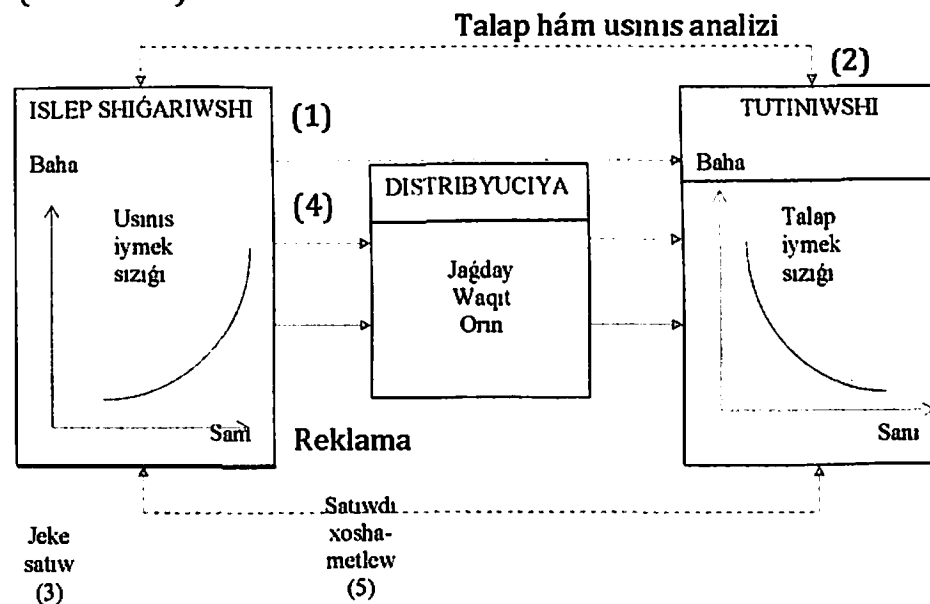 Talap hám usınıs analizi
(2)
ISLEP SHIǴARIWSHI
(1)
TUTINIWSHI
Baha
Baha
DISTRIBYUCIYA
(4)
Usınıs
iymek
sızıǵı
Jaǵday
Waqıt
Orın
Talap
iymek
sızıǵı
Sanı
Sanı
Reklama
Jeke
satıw
(3)
Satıwdı
xosha-
metlew
(5)